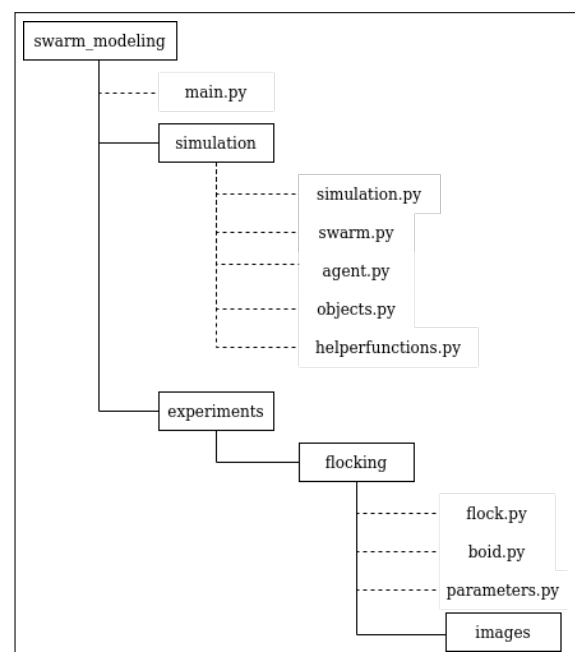 swarm_modeling
main.py
simulation
simulation.py
swarm.py
agent.py
objects.py
helperfunctions.py
experiments
flocking
flock.py
boid.py
parameters.py
images